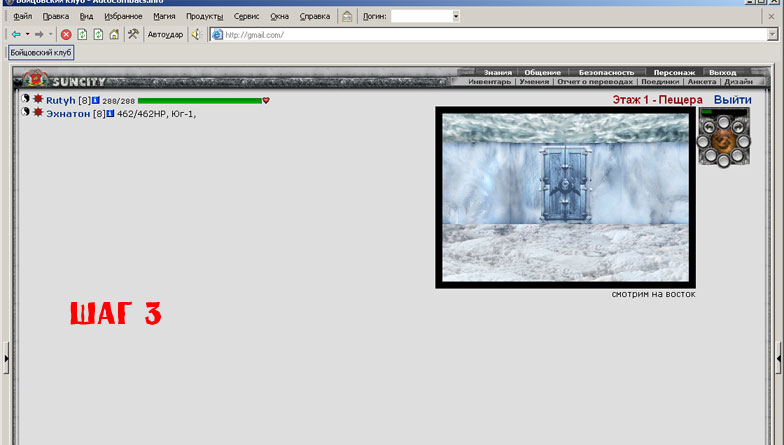 Бойцовский клуб - AutoCombats.info
Файл Правка Вид Избранное Магия Продукты Сервис Окна Справка Логин:
Автоудар http://gmail.com/
Бойцовский клуб
SUNCITY
Знания Общение Безопасность Персонаж Выход
Инвентарь Умения Отчет о переводах Поединки Анкета Дизайн
Rutyh [8] 288/288
Эхнатон [8] 462/462HP, Юг-1,
Этаж 1 - Пещера Выйти
смотрим на восток
ШАГ 3